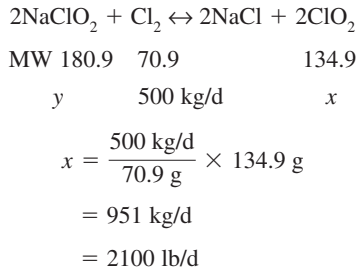 2NaClO₂ + Cl₂ ↔ 2NaCl + 2ClO₂
MW 180.9 70.9 134.9
y 500 kg/d x
x = 500 kg/d / 70.9 g × 134.9 g
= 951 kg/d
= 2100 lb/d